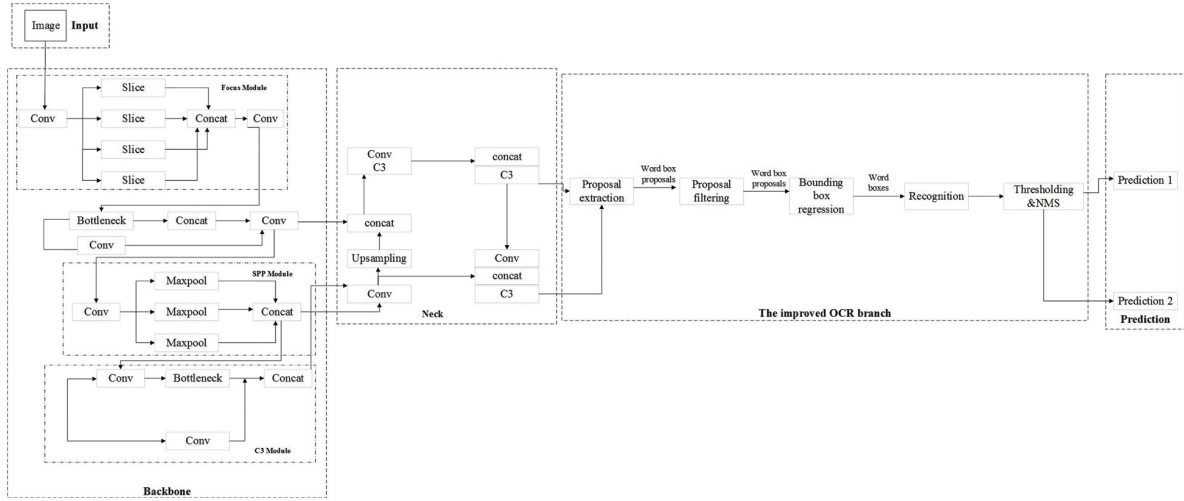 Image
Input
Focus Module
Slice
Conv
Slice
Concat
Conv
Slice
Slice
Bottleneck
Concat
Conv
Conv
SPP Module
Maxpool
Conv
Maxpool
Concat
Maxpool
Conv
Bottleneck
Concat
Conv
C3 Module
Backbone
Conv
C3
concat
C3
concat
Upsampling
Conv
Conv
concat
C3
Neck
Proposal
extraction
Word box
proposals
Proposal
filtering
Word box
proposals
Bounding
box
regression
Word
boxes
Recognition
Thresholding
&NMS
The improved OCR branch
Prediction 1
Prediction 2
Prediction